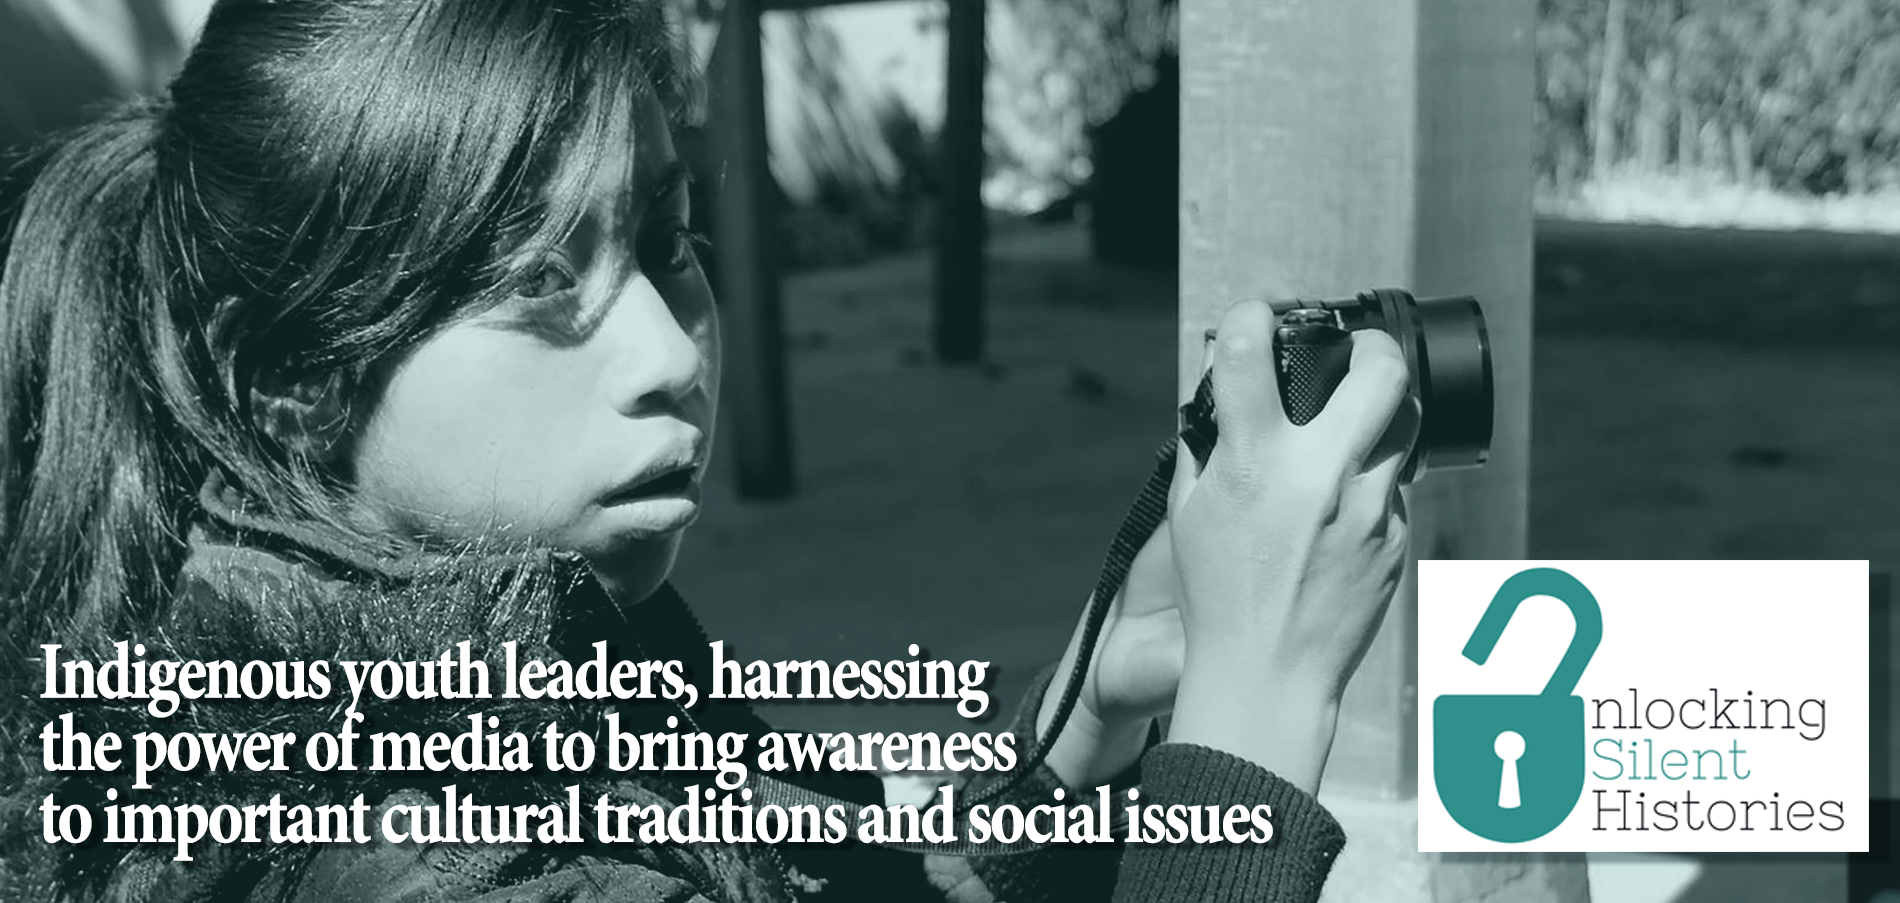 Indigenous youth leaders, harnessing
the power of media to bring awareness
to important cultural traditions and social issues
nlocking
Silent
Histories